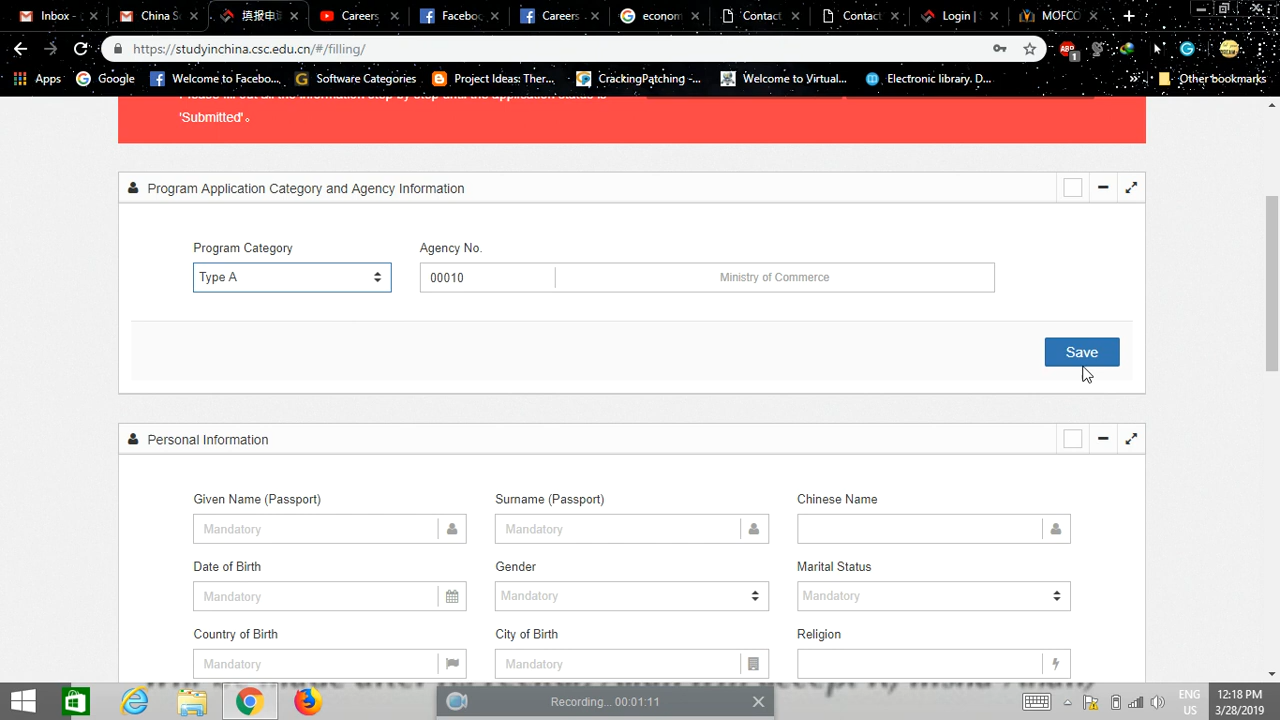 Inbox -
China S
填报申
Careers
Facebo
Careers
econom
Contact
Contact
Login |
MOFCO
https://studyinchina.csc.edu.cn/#/filling/
ABP
1
Apps
Google
Welcome to Facebo...
Software Categories
Project Ideas: Ther...
CrackingPatching -...
Welcome to Virtual...
Electronic library. D...
»
Other bookmarks
'Submitted'。
Program Application Category and Agency Information
Program Category
Agency No.
Type A
00010
Ministry of Commerce
Save
Personal Information
Given Name (Passport)
Surname (Passport)
Chinese Name
Mandatory
Mandatory
Date of Birth
Gender
Marital Status
Mandatory
Mandatory
Mandatory
Country of Birth
City of Birth
Religion
Mandatory
Mandatory
Recording... 00:01:11
ENG
US
12:18 PM
3/28/2019